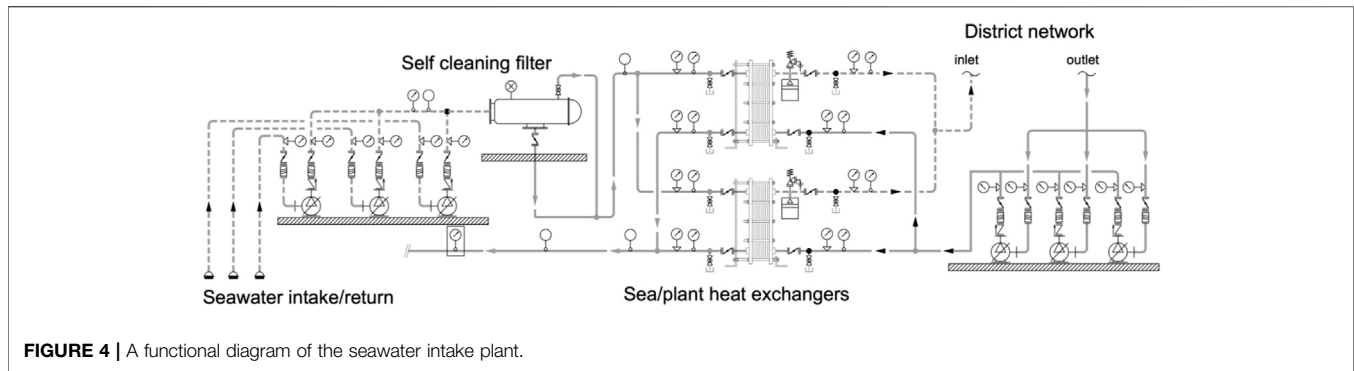 District network
inlet
outlet
Self cleaning filter
Seawater intake/return
Sea/plant heat exchangers
FIGURE 4 | A functional diagram of the seawater intake plant.